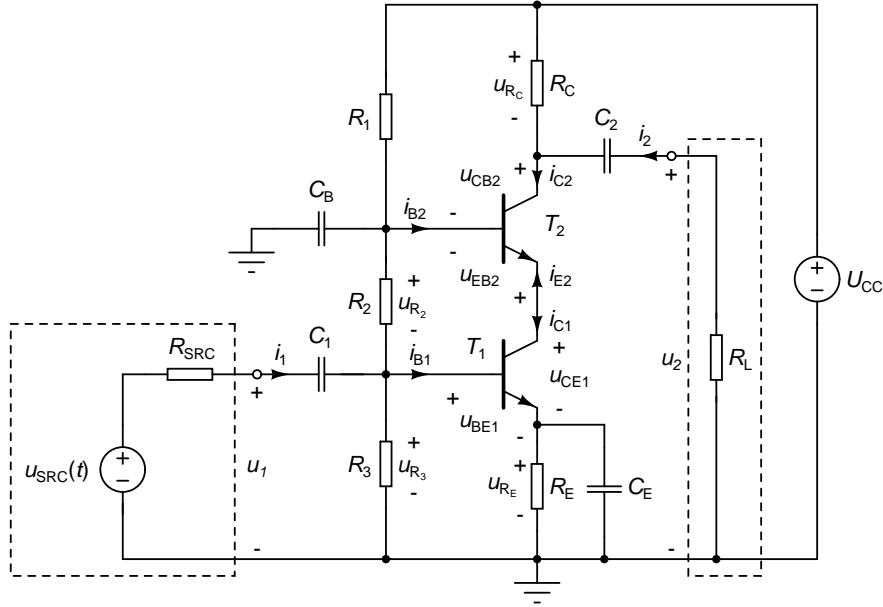 +
u_RC R_C
-
R_1
C_2 i_2
+ i_C2 +
u_CB2
C_B i_B2 - T_2
-
u_EB2 i_E2
+
R_2 + u_R2 -
i_C1
+ − U_CC
R_SRC i_1 C_1 i_B1 T_1 +
u_CE1
+ + u_BE1 - -
u_2 R_L
u_SRC(t) + − u_1 R_3 + u_R3 -
+ u_RE - R_E C_E
- -